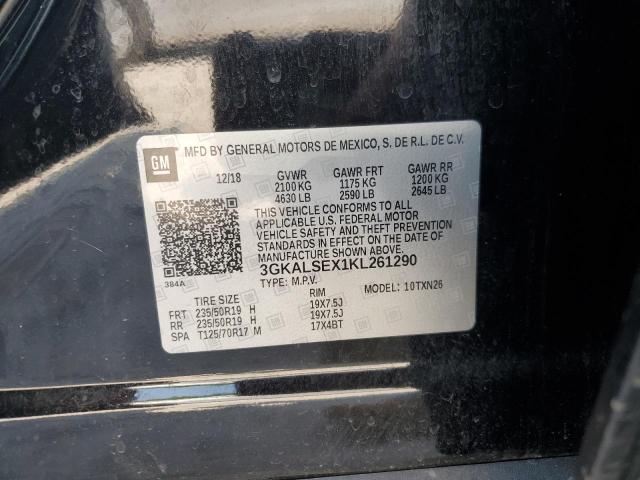 GM
MFD BY GENERAL MOTORS DE MEXICO, S. DE R.L. DE C.V.
12/18 GVWR GAWR FRT GAWR RR
2100 KG 1175 KG 1200 KG
4630 LB 2590 LB 2645 LB
THIS VEHICLE CONFORMS TO ALL
APPLICABLE U.S. FEDERAL MOTOR
VEHICLE SAFETY AND THEFT PREVENTION
STANDARDS IN EFFECT ON THE DATE OF
MANUFACTURE SHOWN ABOVE.
3GKALSEX1KL261290
384A
TYPE: M.P.V. MODEL: 10TXN26
TIRE SIZE RIM
FRT 235/50R19 H 19X7.5J
RR 235/50R19 H 19X7.5J
SPA T125/70R17 M 17X4BT